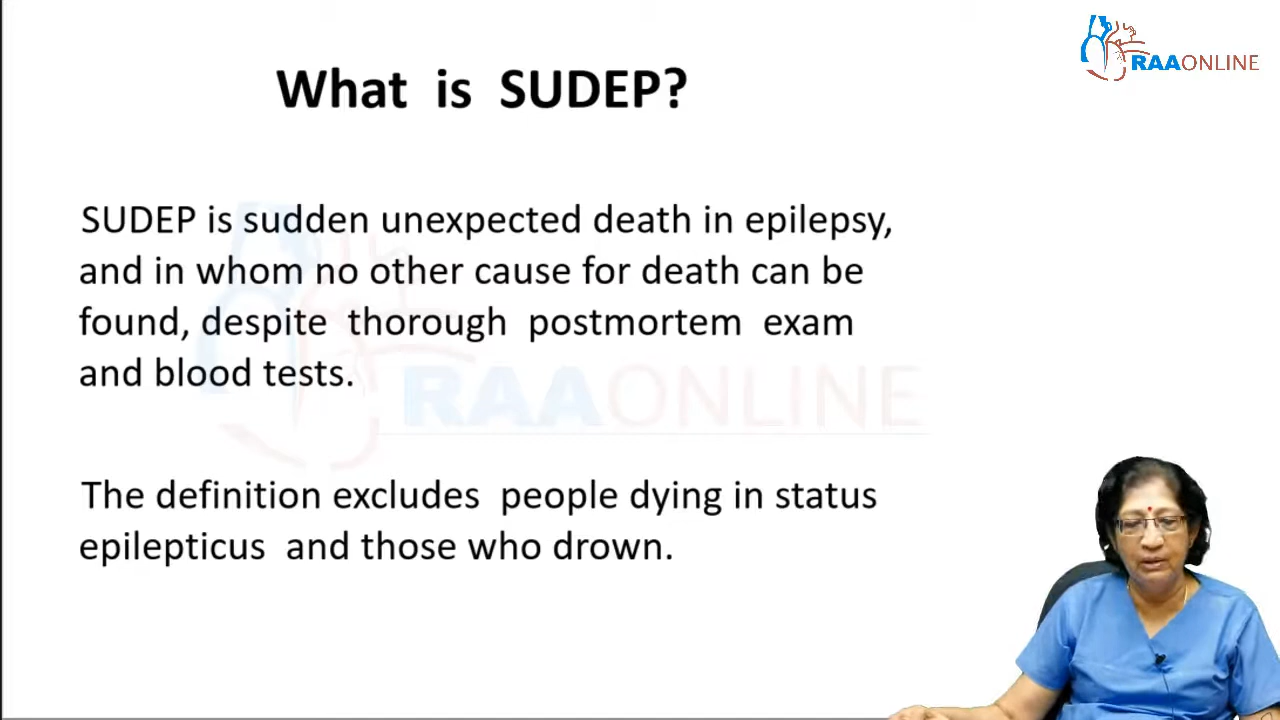 What is SUDEP?
RAAONLINE
SUDEP is sudden unexpected death in epilepsy,
and in whom no other cause for death can be
found, despite thorough postmortem exam
and blood tests.
RAAONLINE
The definition excludes people dying in status
epilepticus and those who drown.